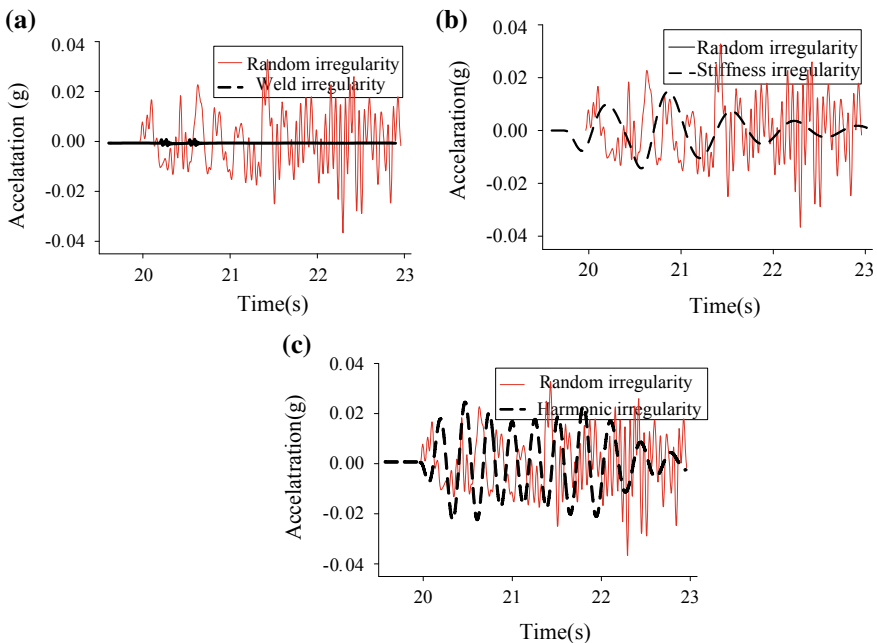 (a)
0.04
0.02
0.00
-0.02
-0.04
Accelatation (g)
Random irregularity
Weld irregularity
20
21
22
23
Time(s)
(b)
0.04
0.02
0.00
-0.02
-0.04
Accelaration(g)
Random irregularity
Stiffness irregularity
20
21
22
23
Time(s)
(c)
0.04
0.02
0.00
-0.02
-0.04
Accelatration(g)
Random irregularity
Harmonic irregularity
20
21
22
23
Time(s)